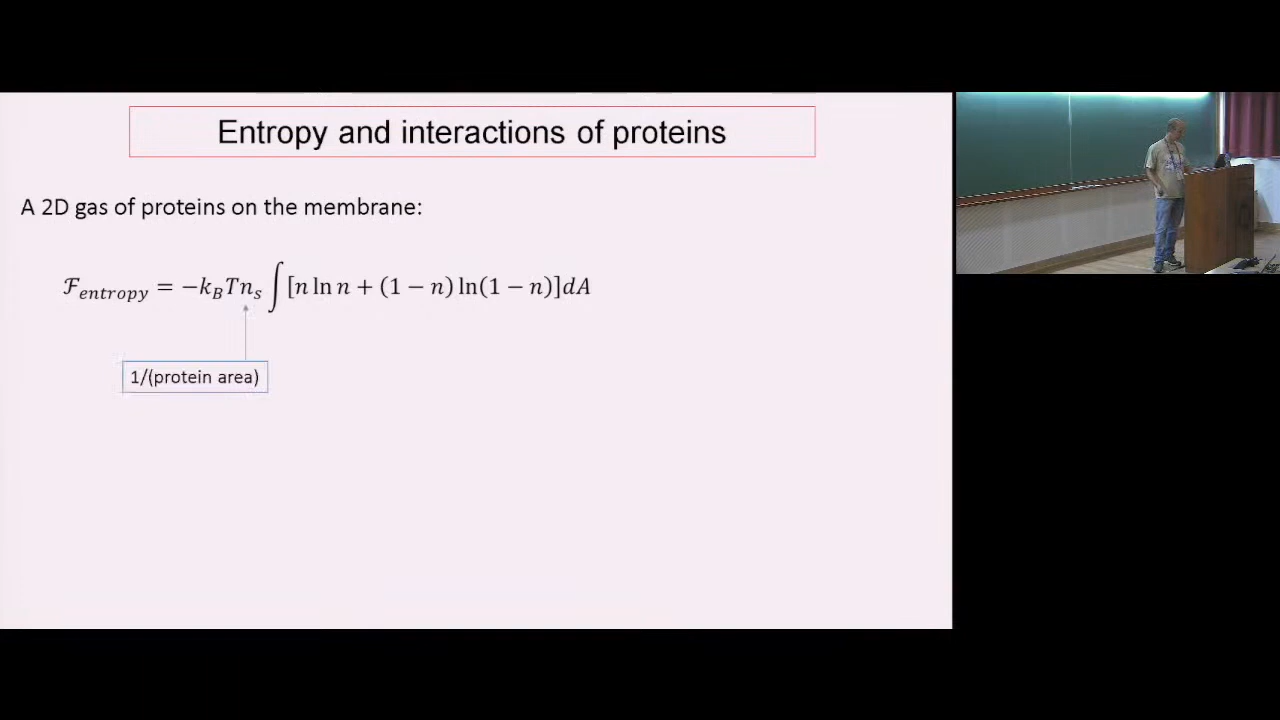 Entropy and interactions of proteins
A 2D gas of proteins on the membrane:
ℱ_entropy = −k_B T n_s ∫ [n ln n + (1 − n) ln(1 − n)]dA
1/(protein area)